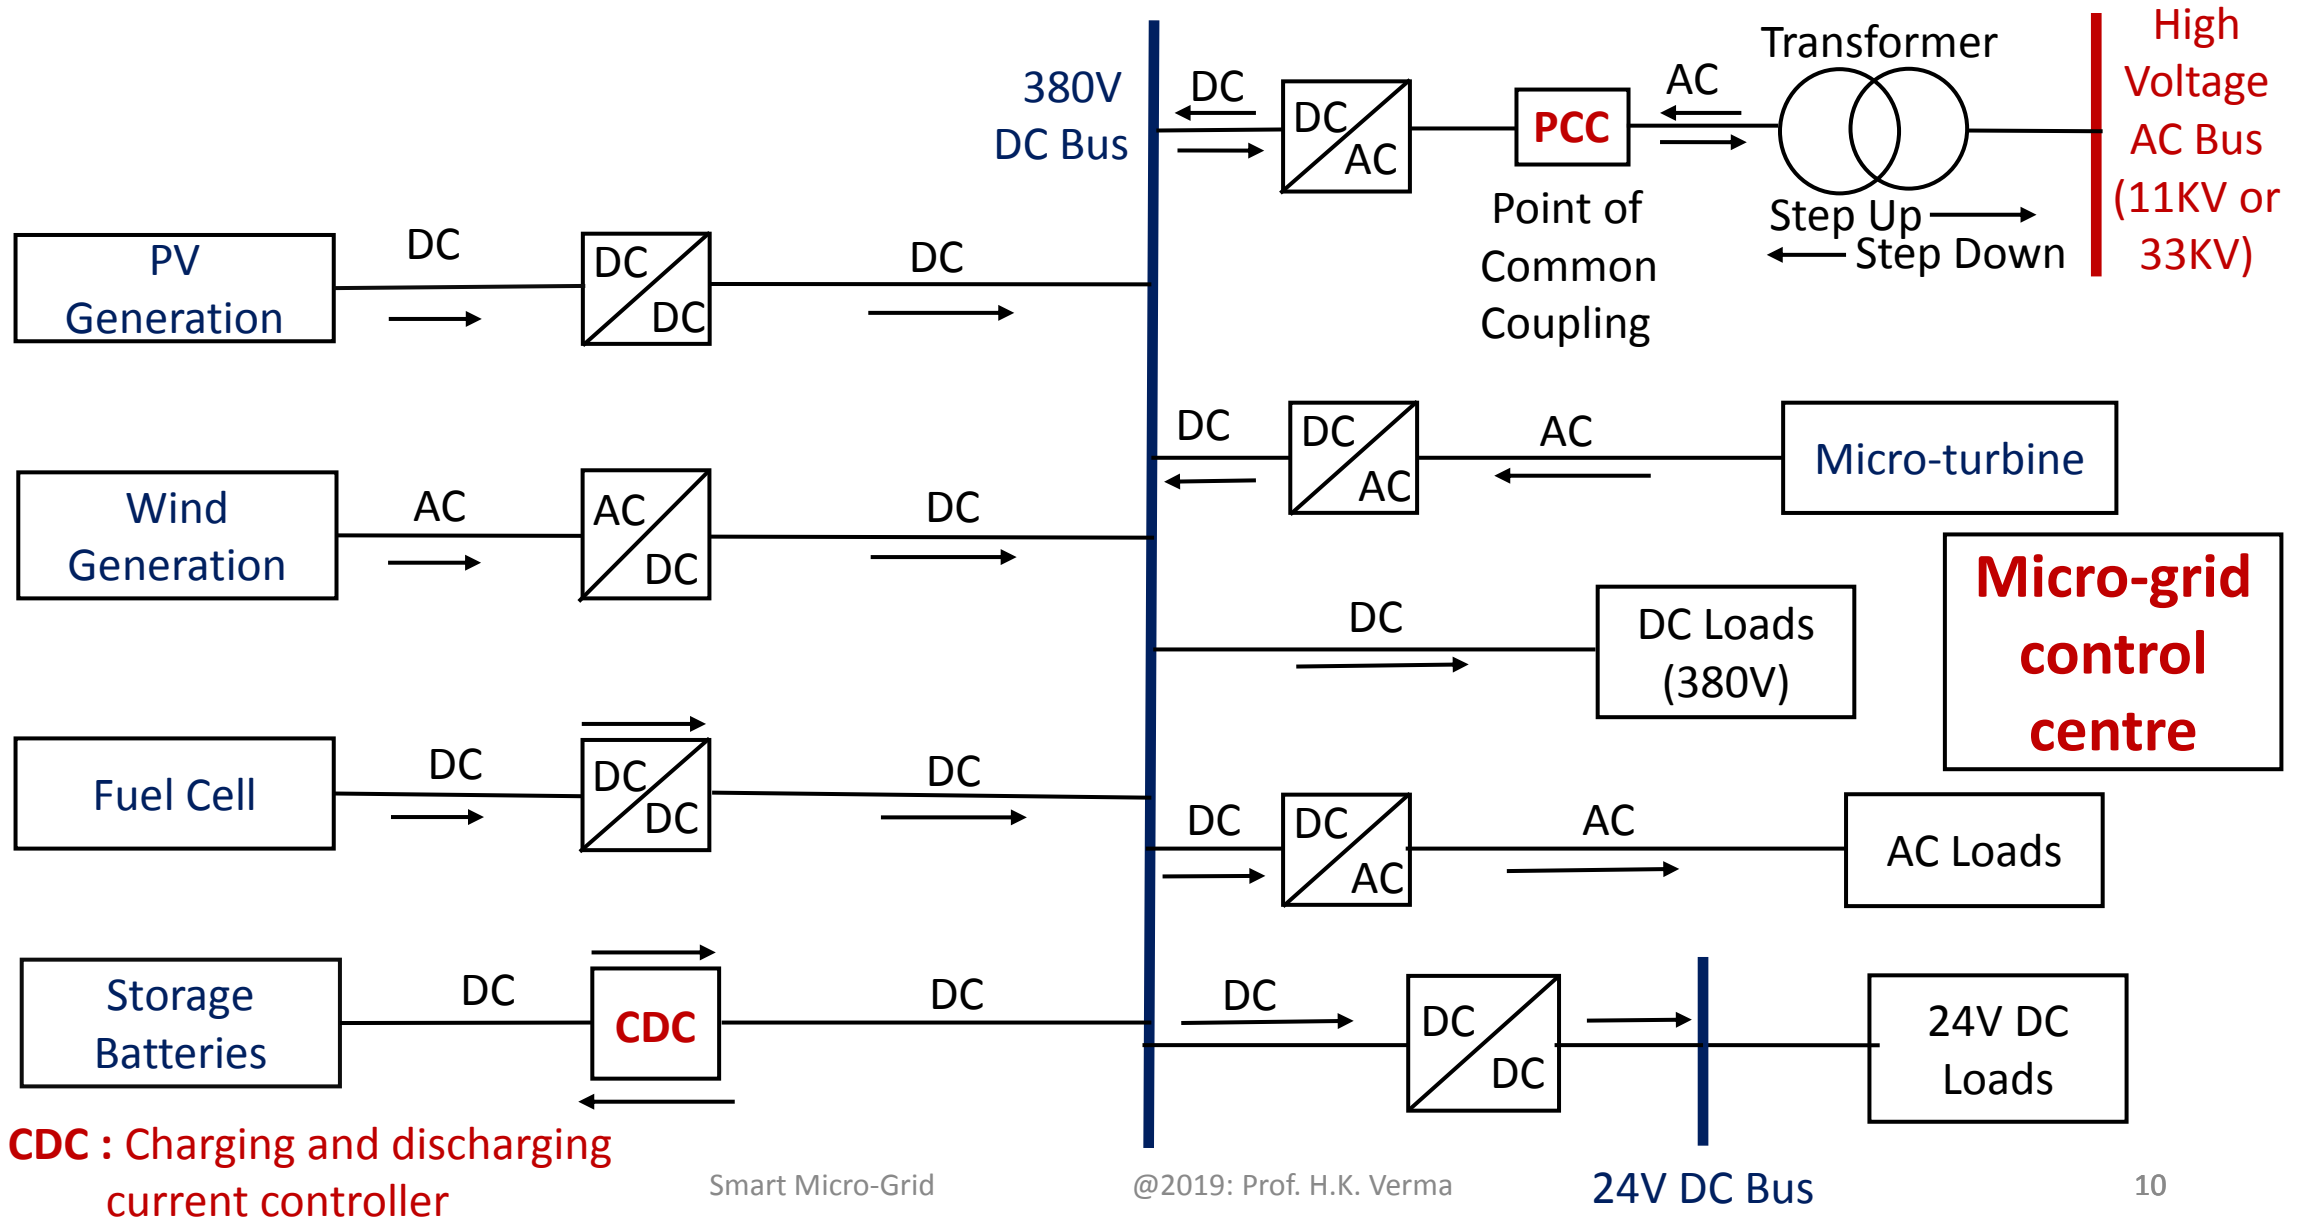 380V
DC Bus
DC
DC
AC
PCC
Point of
Common
Coupling
AC
Transformer
Step Up
Step Down
High
Voltage
AC Bus
(11KV or
33KV)
PV
Generation
DC
DC
DC
DC
DC
DC
AC
AC
Micro-turbine
Wind
Generation
AC
AC
DC
DC
DC
DC Loads
(380V)
Micro-grid
control
centre
Fuel Cell
DC
DC
DC
DC
DC
DC
AC
AC
AC Loads
Storage
Batteries
DC
CDC
DC
DC
DC
DC
24V DC
Loads
CDC : Charging and discharging
current controller
24V DC Bus
Smart Micro-Grid
@2019: Prof. H.K. Verma
10